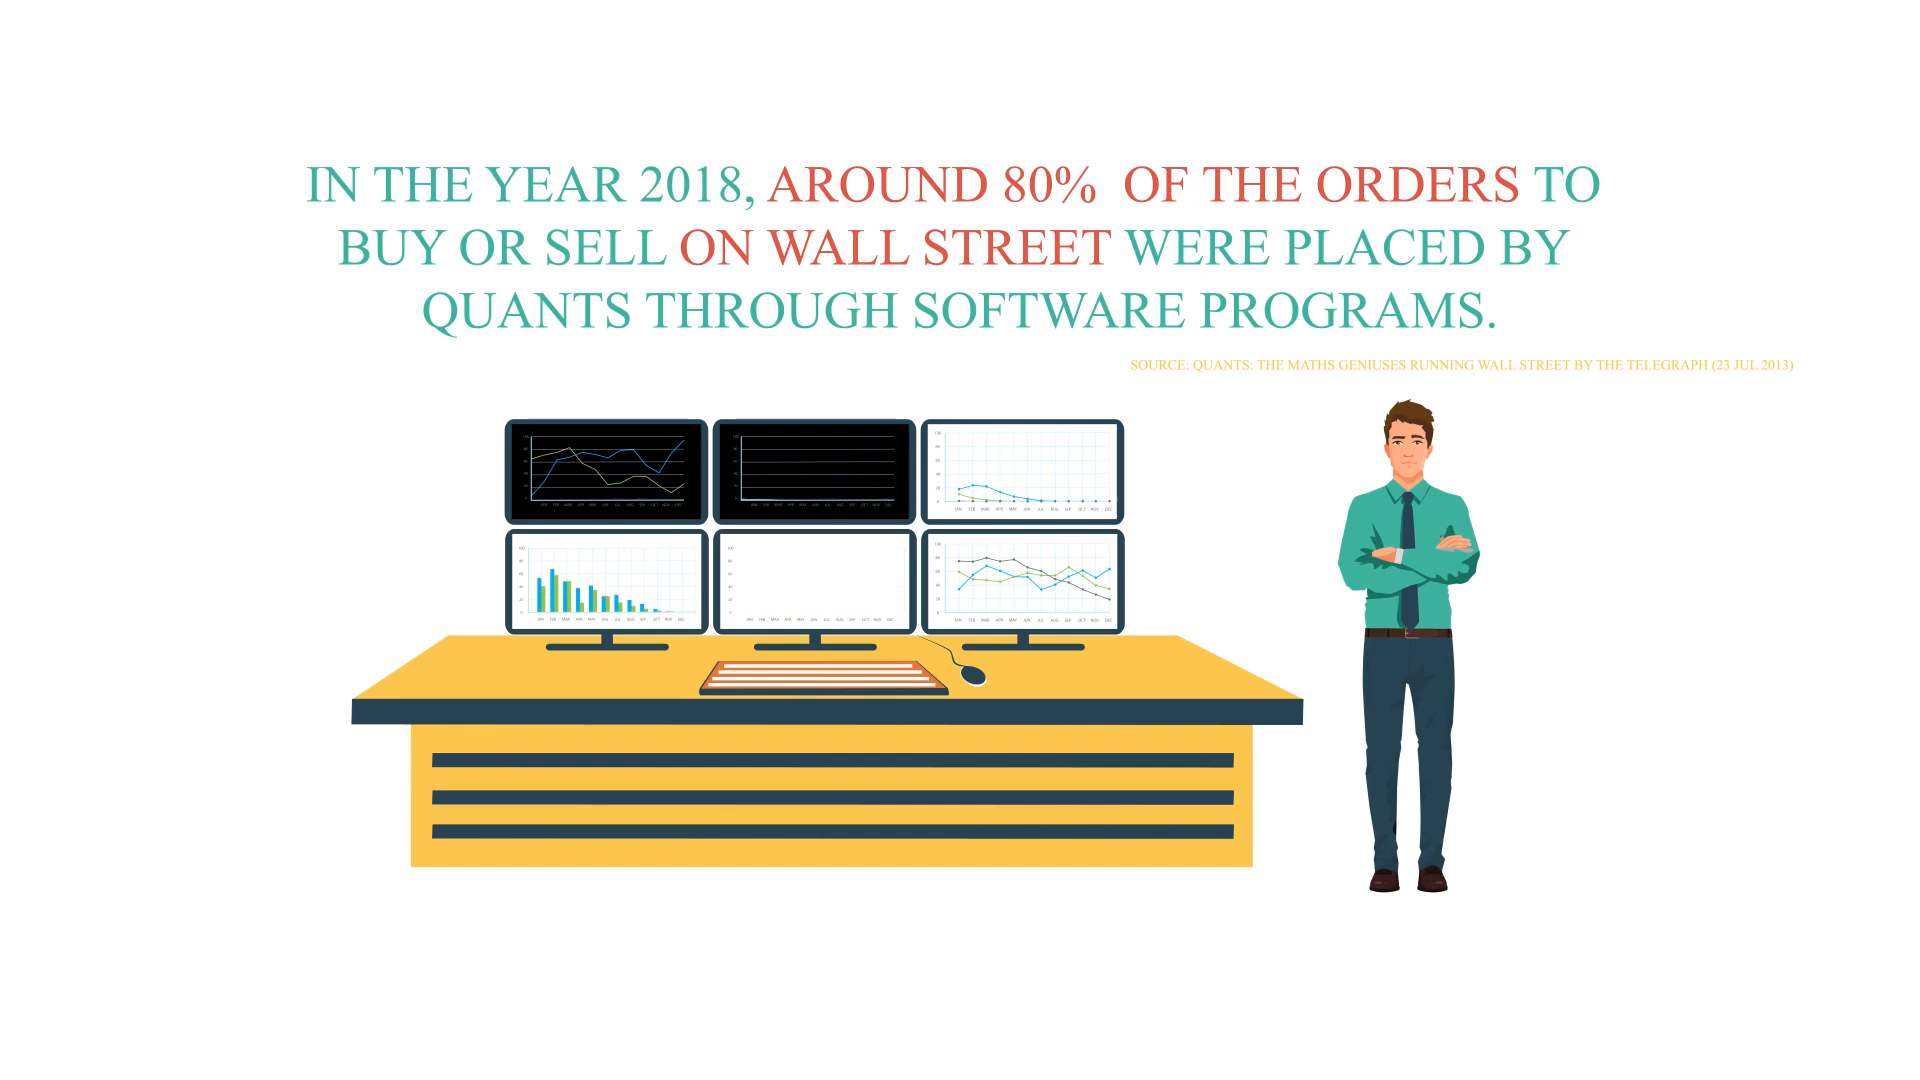 IN THE YEAR 2018, AROUND 80% OF THE ORDERS TO
BUY OR SELL ON WALL STREET WERE PLACED BY
QUANTS THROUGH SOFTWARE PROGRAMS.
SOURCE: QUANTS: THE MATHS GENIUSES RUNNING WALL STREET BY THE TELEGRAPH (23 JUL 2013)